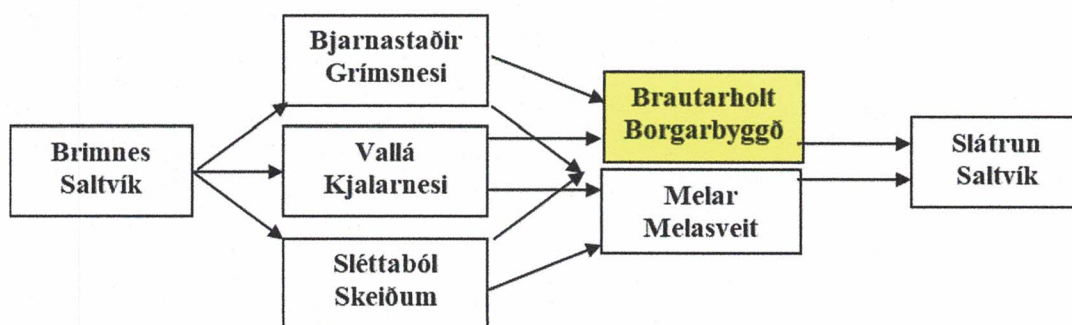 Brimnes
Saltvík
Bjarnastaðir
Grímsnesi
Vallá
Kjalarnesi
Sléttaból
Skeiðum
Brautarholt
Borgarbyggð
Melar
Melasveit
Slátrun
Saltvík